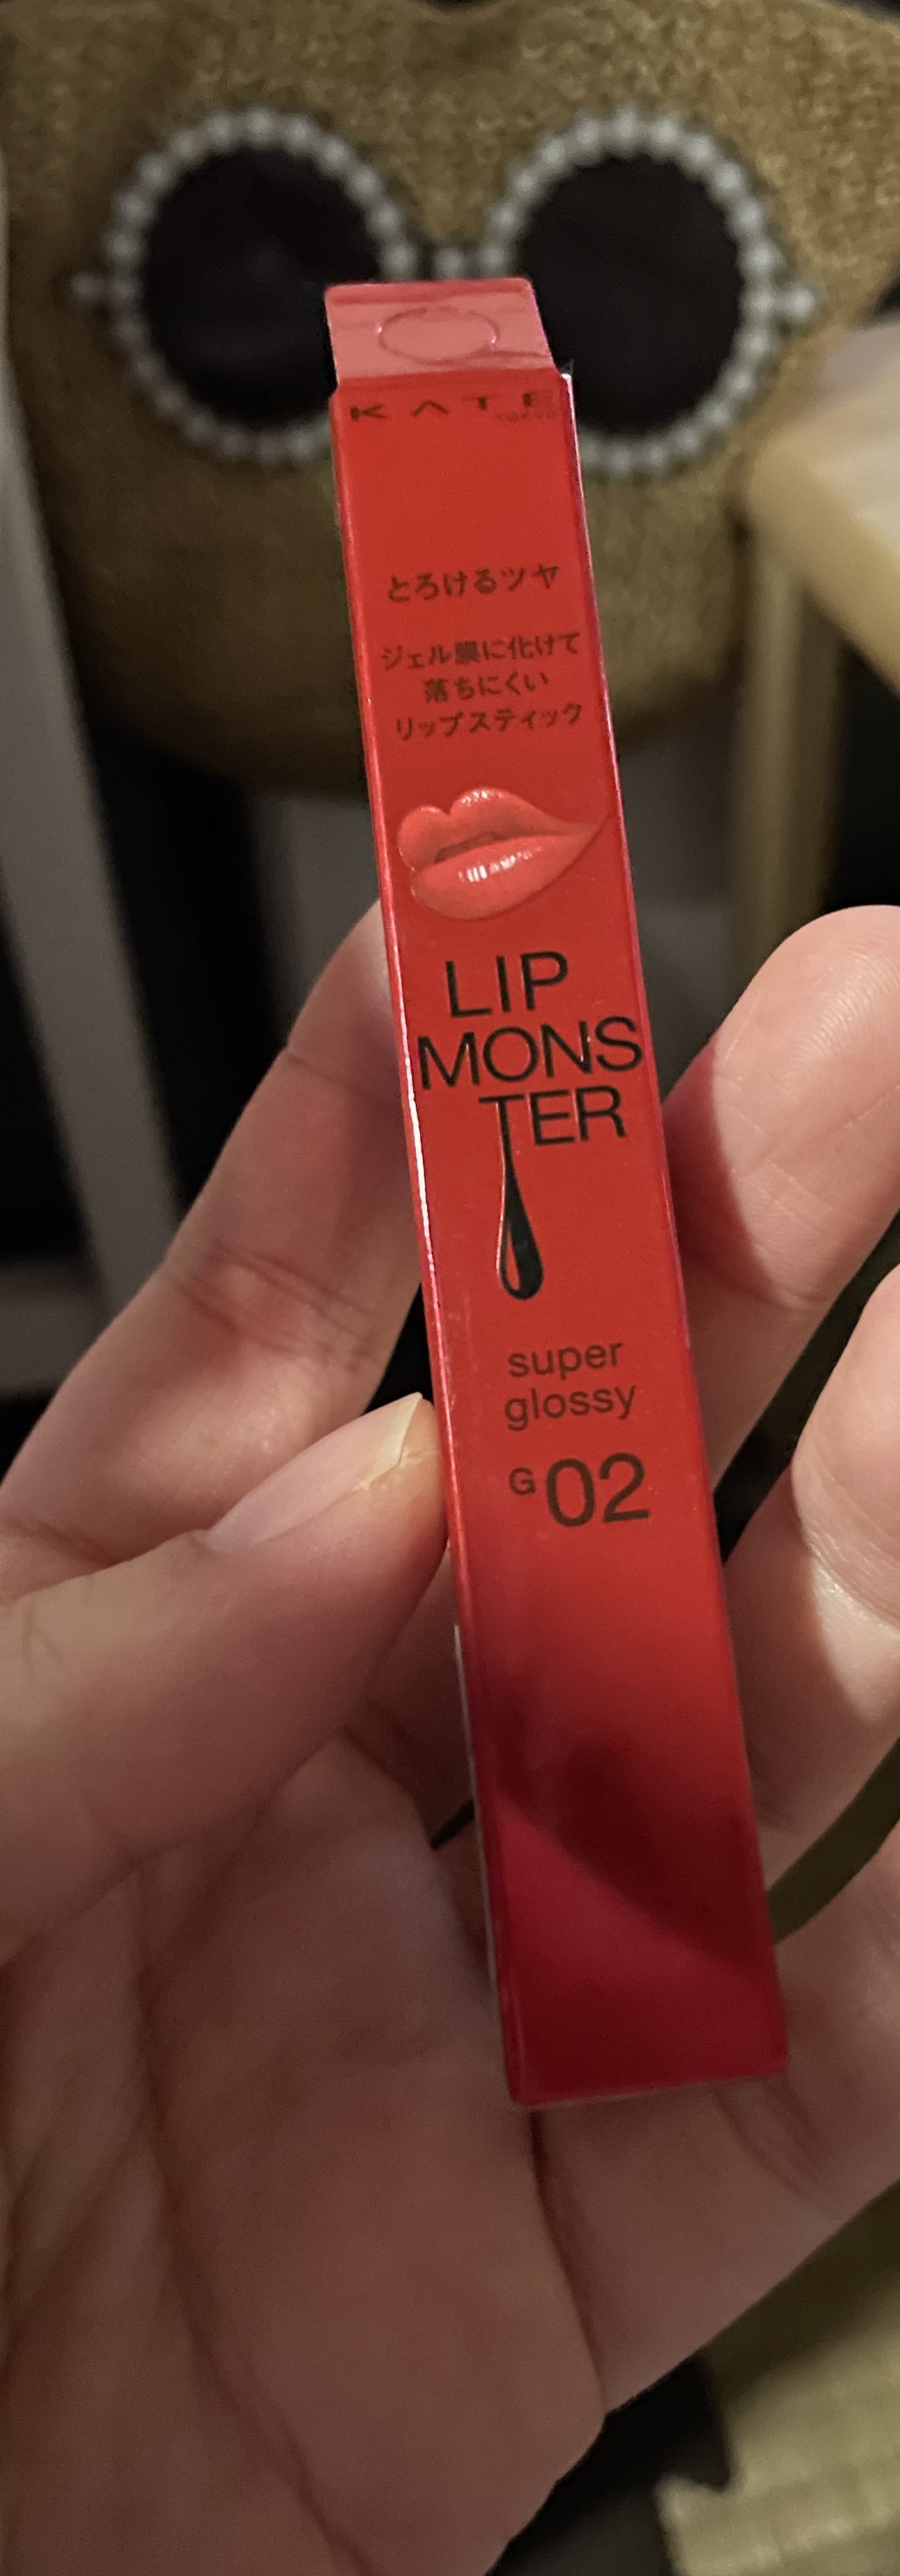 KATE
TOKYO
とろけるツヤ
ジェル膜に化けて
落ちにくい
リップスティック
LIP
MONS
TER
super
glossy
G02